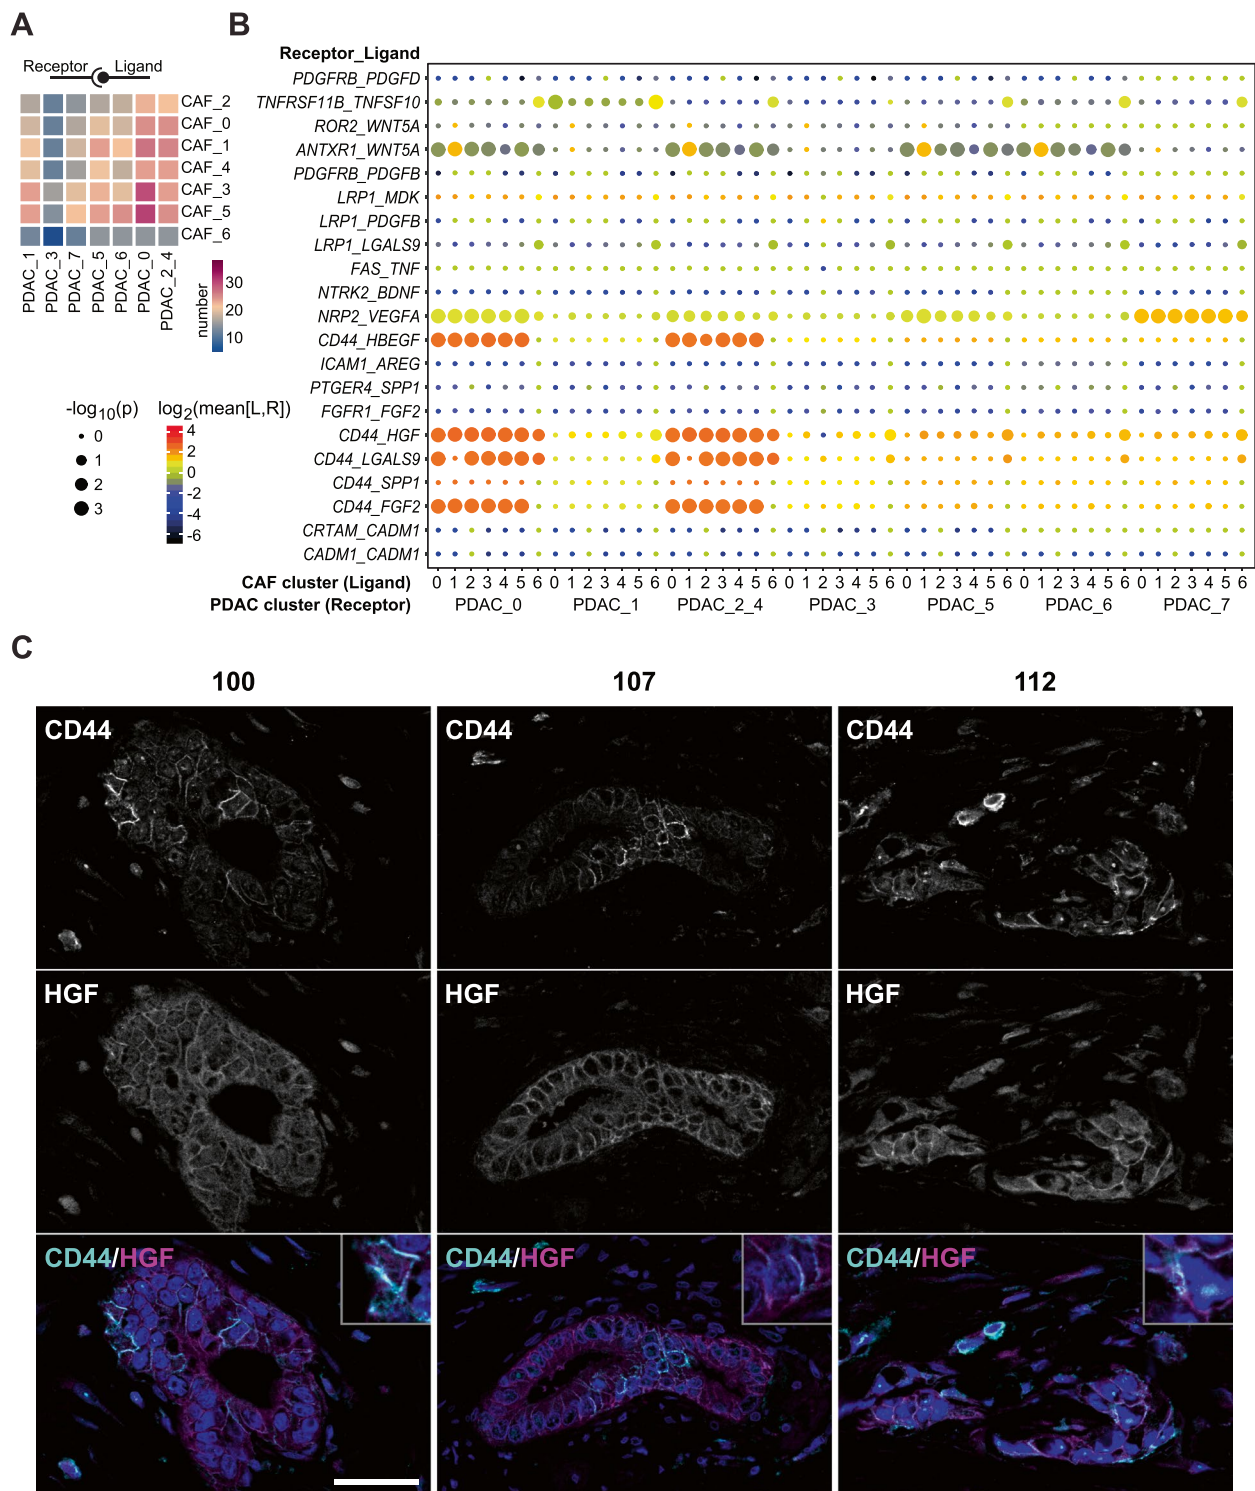 A
B
Receptor Ligand
CAF_2
CAF_0
CAF_1
CAF_4
CAF_3
CAF_5
CAF_6
PDAC_1 PDAC_3 PDAC_7 PDAC_5 PDAC_6 PDAC_0 PDAC_2_4
number
30
20
10
-log10(p)
0
1
2
3
log2(mean[L,R])
4
2
0
-2
-4
-6
Receptor_Ligand
PDGFRB_PDGFD
TNFRSF11B_TNFSF10
ROR2_WNT5A
ANTXR1_WNT5A
PDGFRB_PDGFB
LRP1_MDK
LRP1_PDGFB
LRP1_LGALS9
FAS_TNF
NTRK2_BDNF
NRP2_VEGFA
CD44_HBEGF
ICAM1_AREG
PTGER4_SPP1
FGFR1_FGF2
CD44_HGF
CD44_LGALS9
CD44_SPP1
CD44_FGF2
CRTAM_CADM1
CADM1_CADM1
CAF cluster (Ligand) 0 1 2 3 4 5 6 0 1 2 3 4 5 6 0 1 2 3 4 5 6 0 1 2 3 4 5 6 0 1 2 3 4 5 6 0 1 2 3 4 5 6 0 1 2 3 4 5 6
PDAC cluster (Receptor) PDAC_0 PDAC_1 PDAC_2_4 PDAC_3 PDAC_5 PDAC_6 PDAC_7
C
100 107 112
CD44 CD44 CD44
HGF HGF HGF
CD44/HGF CD44/HGF CD44/HGF